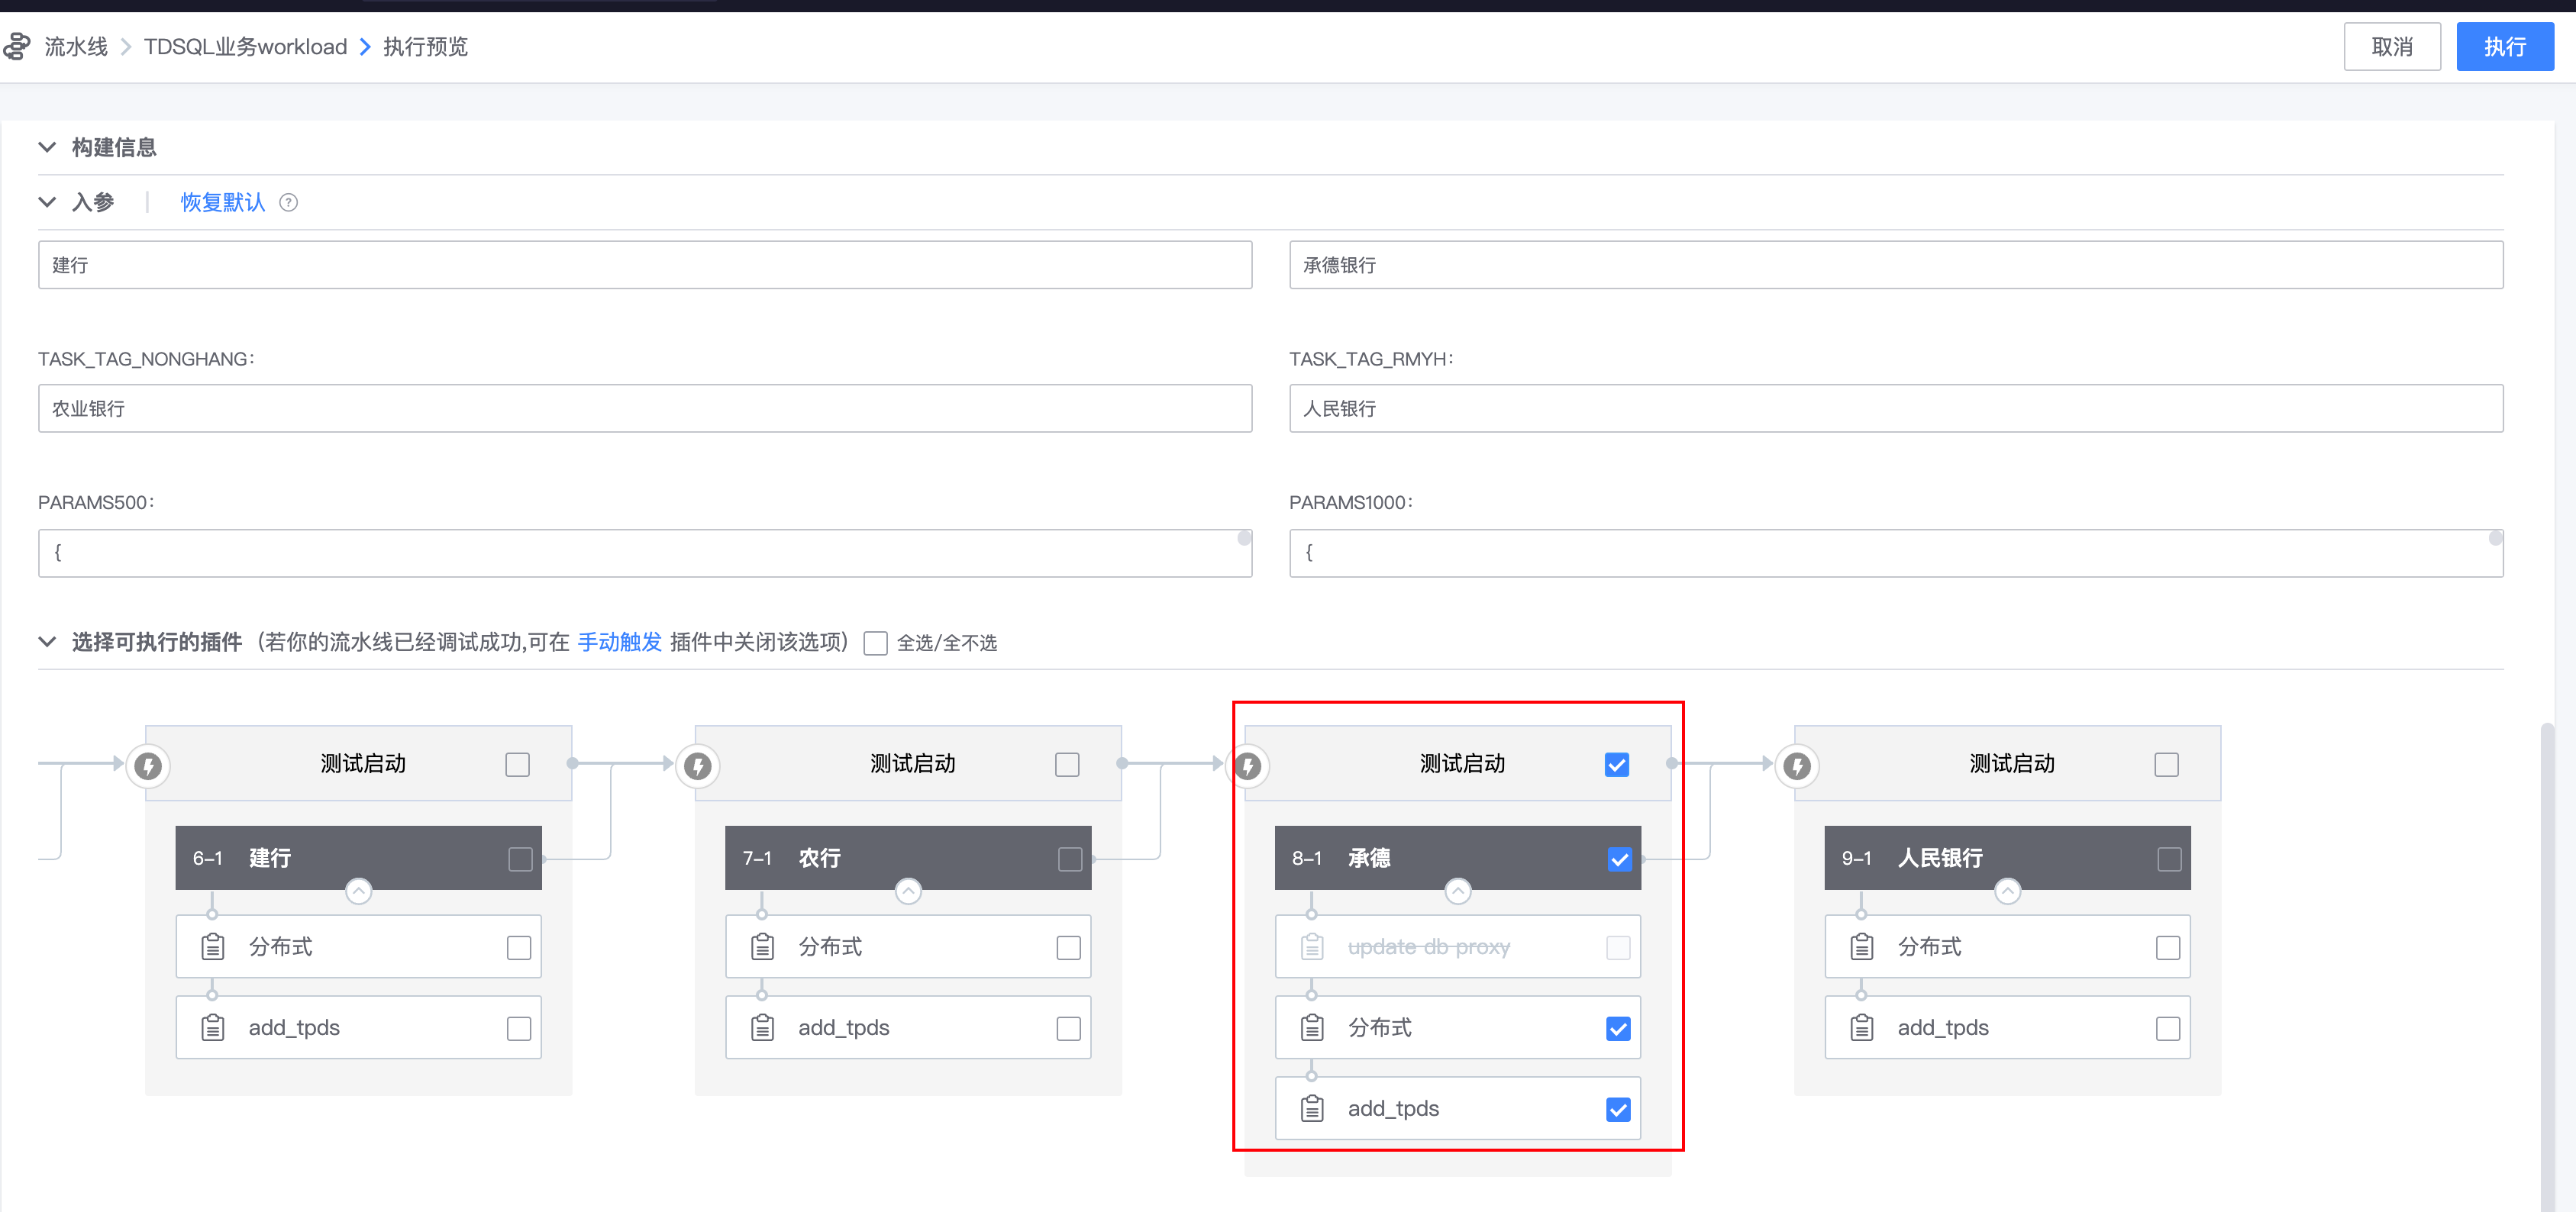 流水线 TDSQL业务workload 执行预览 取消 执行
构建信息
入参 恢复默认
建行 承德银行
TASK_TAG_NONGHANG: TASK_TAG_RMYH:
农业银行 人民银行
PARAMS500: PARAMS1000:
{ {
选择可执行的插件 (若你的流水线已经调试成功,可在 手动触发 插件中关闭该选项) 全选/全不选
测试启动 测试启动 测试启动 测试启动
6-1 建行 7-1 农行 8-1 承德 9-1 人民银行
分布式 分布式 update db proxy 分布式
add_tpds add_tpds 分布式 add_tpds
add_tpds